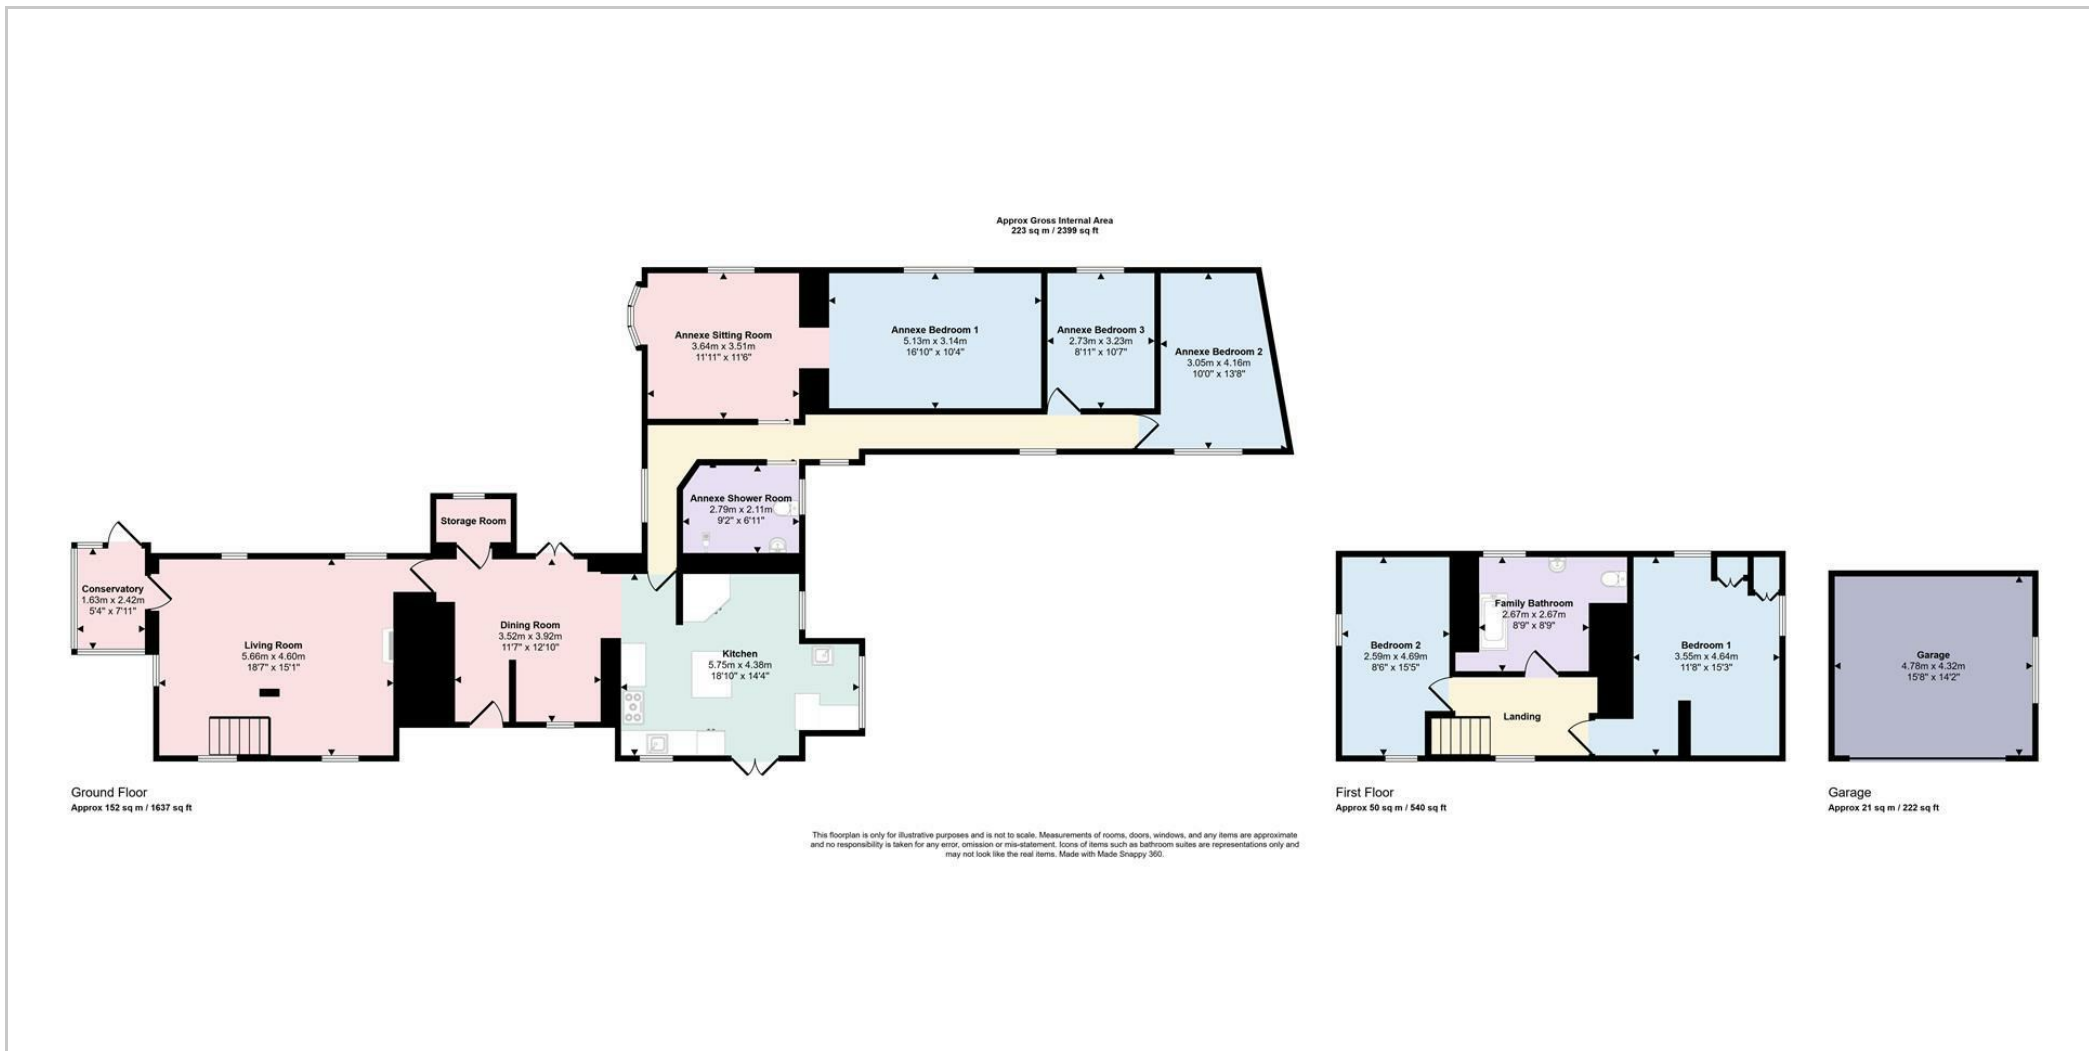 Approx Gross Internal Area
223 sq m / 2399 sq ft
Annexe Sitting Room
3.64m x 3.51m
11'11" x 11'6"
Annexe Bedroom 1
5.13m x 3.14m
16'10" x 10'4"
Annexe Bedroom 3
2.73m x 3.23m
8'11" x 10'7"
Annexe Bedroom 2
3.05m x 4.16m
10'0" x 13'8"
Annexe Shower Room
2.79m x 2.11m
9'2" x 6'11"
Storage Room
Conservatory
1.63m x 2.42m
5'4" x 7'11"
Living Room
5.66m x 4.60m
18'7" x 15'1"
Dining Room
3.52m x 3.92m
11'7" x 12'10"
Kitchen
5.75m x 4.38m
18'10" x 14'4"
Ground Floor
Approx 152 sq m / 1637 sq ft
Bedroom 2
2.59m x 4.69m
8'6" x 15'5"
Family Bathroom
2.67m x 2.67m
8'9" x 8'9"
Bedroom 1
3.55m x 4.64m
11'8" x 15'3"
Landing
First Floor
Approx 50 sq m / 540 sq ft
Garage
4.78m x 4.32m
15'8" x 14'2"
Garage
Approx 21 sq m / 222 sq ft
This floorplan is only for illustrative purposes and is not to scale. Measurements of rooms, doors, windows, and any items are approximate
and no responsibility is taken for any error, omission or mis-statement. Icons of items such as bathroom suites are representations only and
may not look like the real items. Made with Made Snappy 360.